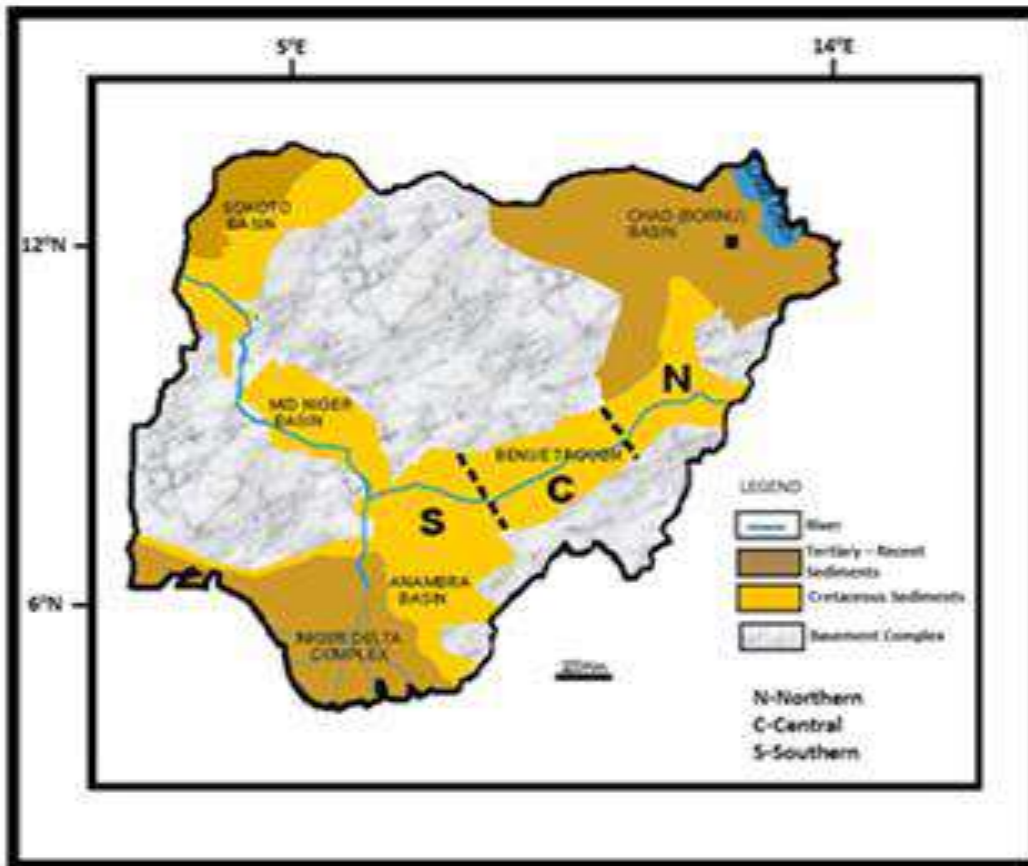 5°E
14°E
12°N
6°N
SOKOTO
BASIN
CHAD (BORNU)
BASIN
MID NIGER
BASIN
N
BENUE TROUGH
C
S
ANAMBRA
BASIN
NIGER DELTA
COMPLEX
LEGEND
River
Tertiary – Recent
Sediments
Cretaceous Sediments
Basement Complex
N-Northern
C-Central
S-Southern